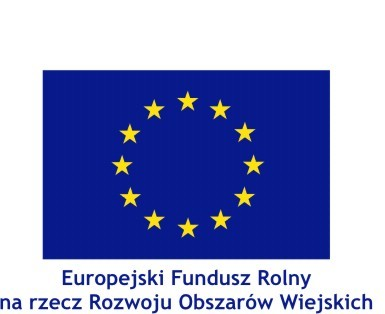 Europejski Fundusz Rolny
na rzecz Rozwoju Obszarów Wiejskich